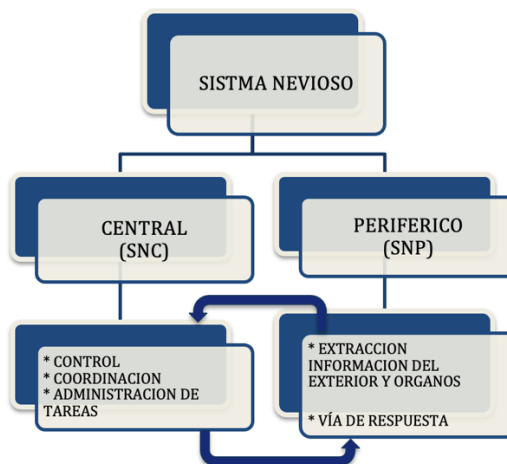 SISTMA NEVIOSO
CENTRAL
(SNC)
PERIFERICO
(SNP)
* CONTROL
* COORDINACION
* ADMINISTRACION DE
TAREAS
* EXTRACCION
INFORMACION DEL
EXTERIOR Y ORGANOS
* VÍA DE RESPUESTA